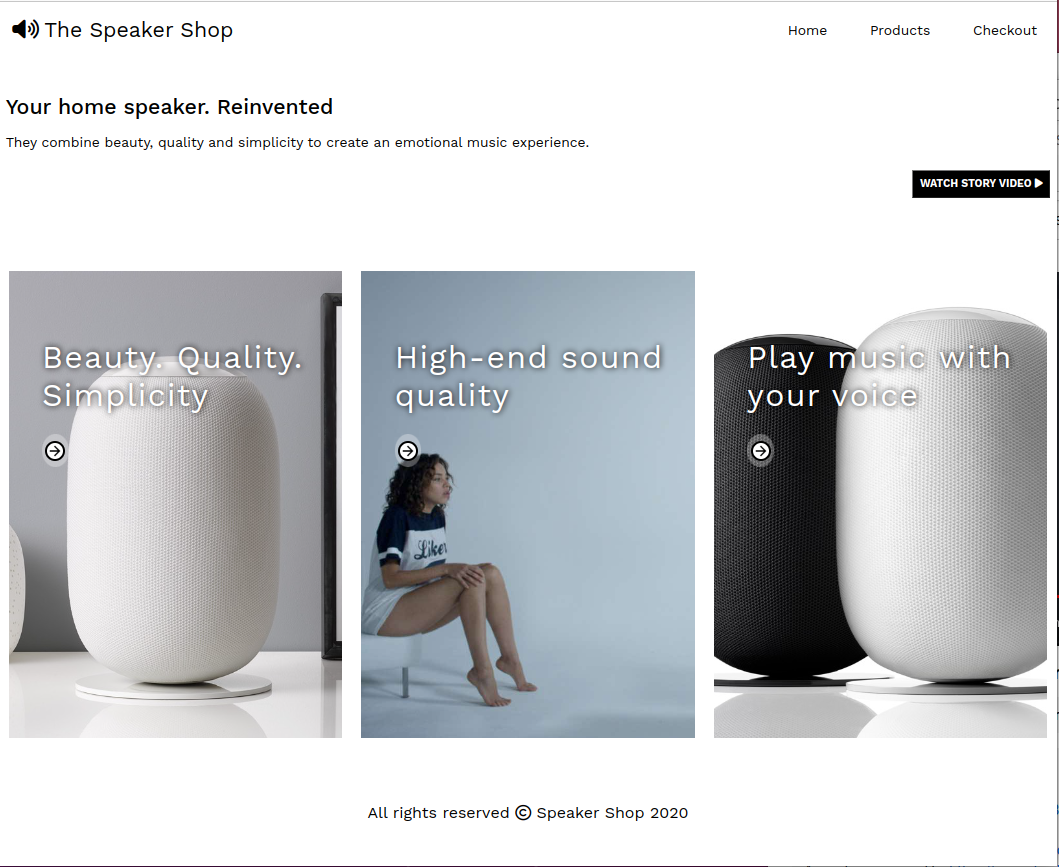 The Speaker Shop
Home Products Checkout
Your home speaker. Reinvented
They combine beauty, quality and simplicity to create an emotional music experience.
WATCH STORY VIDEO
Beauty. Quality.
Simplicity
High-end sound
quality
Liker
Play music with
your voice
All rights reserved © Speaker Shop 2020